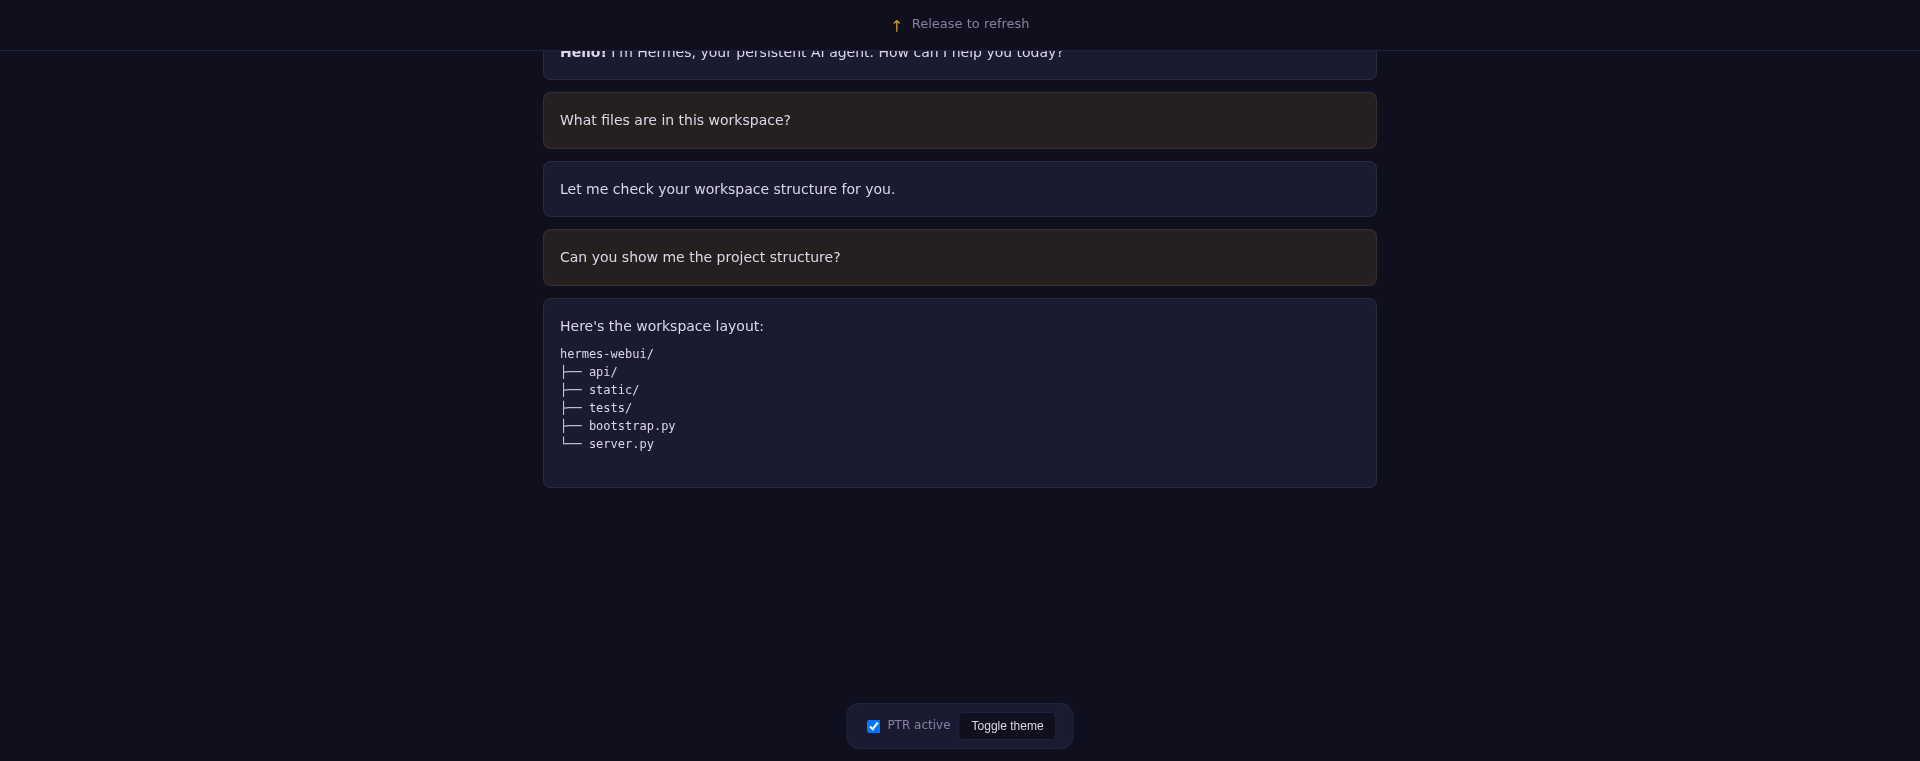 ↑ Release to refresh
Hello! I'm Hermes, your persistent AI agent. How can I help you today?
What files are in this workspace?
Let me check your workspace structure for you.
Can you show me the project structure?
Here's the workspace layout:
hermes-webui/
├── api/
├── static/
├── tests/
├── bootstrap.py
└── server.py
PTR active Toggle theme